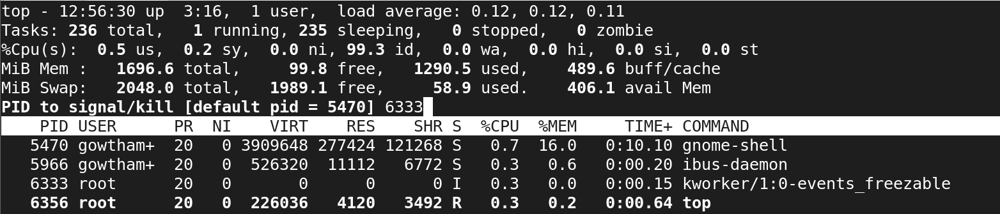 top - 12:56:30 up  3:16,  1 user,  load average: 0.12, 0.12, 0.11
Tasks: 236 total,   1 running, 235 sleeping,   0 stopped,   0 zombie
%Cpu(s):  0.5 us,  0.2 sy,  0.0 ni, 99.3 id,  0.0 wa,  0.0 hi,  0.0 si,  0.0 st
MiB Mem :   1696.6 total,     99.8 free,   1290.5 used,    489.6 buff/cache
MiB Swap:   2048.0 total,   1989.1 free,     58.9 used.    406.1 avail Mem
PID to signal/kill [default pid = 5470] 6333
    PID USER      PR  NI    VIRT    RES    SHR S  %CPU  %MEM     TIME+ COMMAND
   5470 gowtham+  20   0 3909648 277424 121268 S   0.7  16.0   0:10.10 gnome-shell
   5966 gowtham+  20   0  526320  11112   6772 S   0.3   0.6   0:00.20 ibus-daemon
   6333 root      20   0       0      0      0 I   0.3   0.0   0:00.15 kworker/1:0-events_freezable
   6356 root      20   0  226036   4120   3492 R   0.3   0.2   0:00.64 top